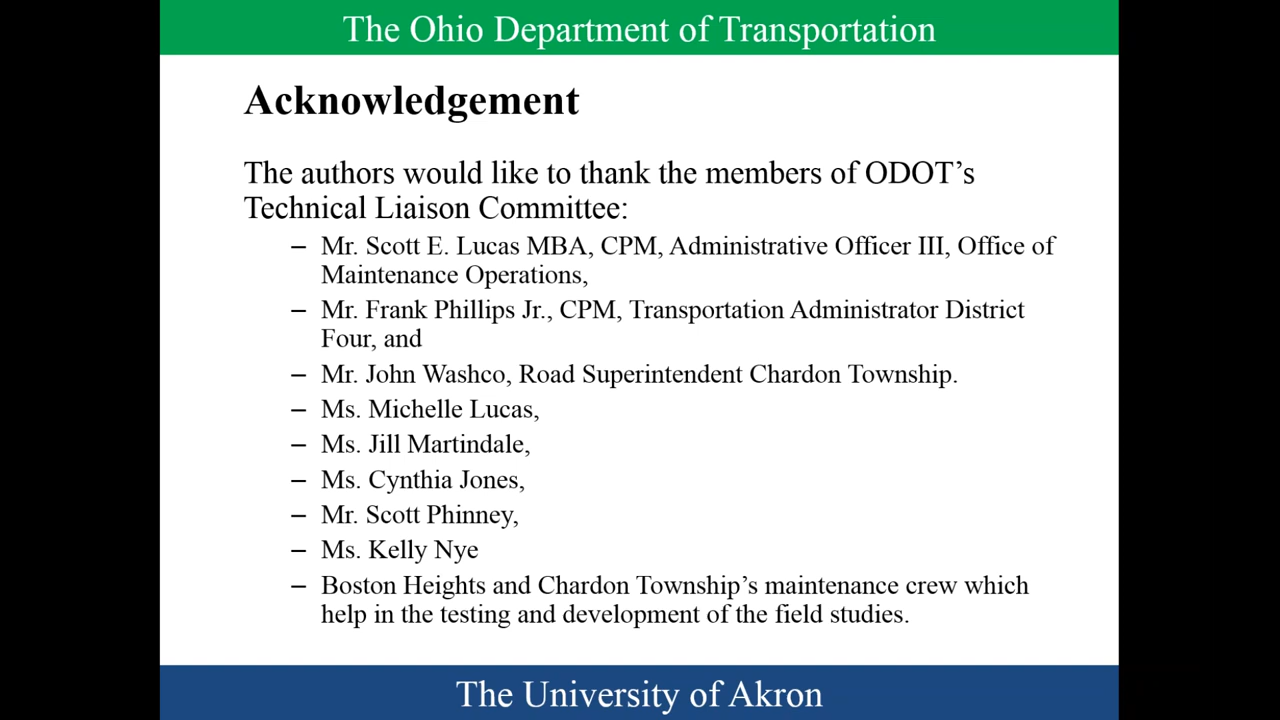 The Ohio Department of Transportation
Acknowledgement
The authors would like to thank the members of ODOT’s
Technical Liaison Committee:
– Mr. Scott E. Lucas MBA, CPM, Administrative Officer III, Office of
Maintenance Operations,
– Mr. Frank Phillips Jr., CPM, Transportation Administrator District
Four, and
– Mr. John Washco, Road Superintendent Chardon Township.
– Ms. Michelle Lucas,
– Ms. Jill Martindale,
– Ms. Cynthia Jones,
– Mr. Scott Phinney,
– Ms. Kelly Nye
– Boston Heights and Chardon Township’s maintenance crew which
help in the testing and development of the field studies.
The University of Akron